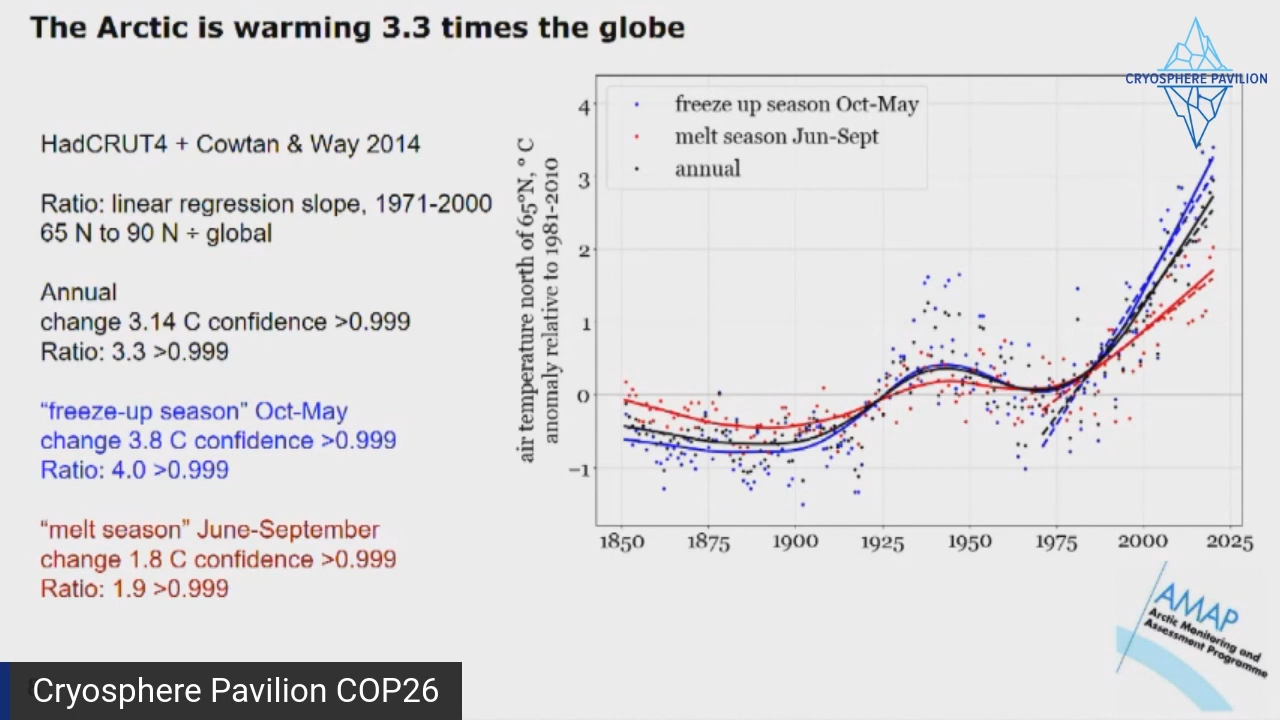 The Arctic is warming 3.3 times the globe
CRYOSPHERE PAVILION
HadCRUT4 + Cowtan & Way 2014
Ratio: linear regression slope, 1971-2000
65 N to 90 N ÷ global
Annual
change 3.14 C confidence >0.999
Ratio: 3.3 >0.999
“freeze-up season” Oct-May
change 3.8 C confidence >0.999
Ratio: 4.0 >0.999
“melt season” June-September
change 1.8 C confidence >0.999
Ratio: 1.9 >0.999
air temperature north of 65°N, ° C
anomaly relative to 1981-2010
freeze up season Oct-May
melt season Jun-Sept
annual
4
3
2
1
0
−1
1850 1875 1900 1925 1950 1975 2000 2025
AMAP
Arctic Monitoring and
Assessment Programme
Cryosphere Pavilion COP26